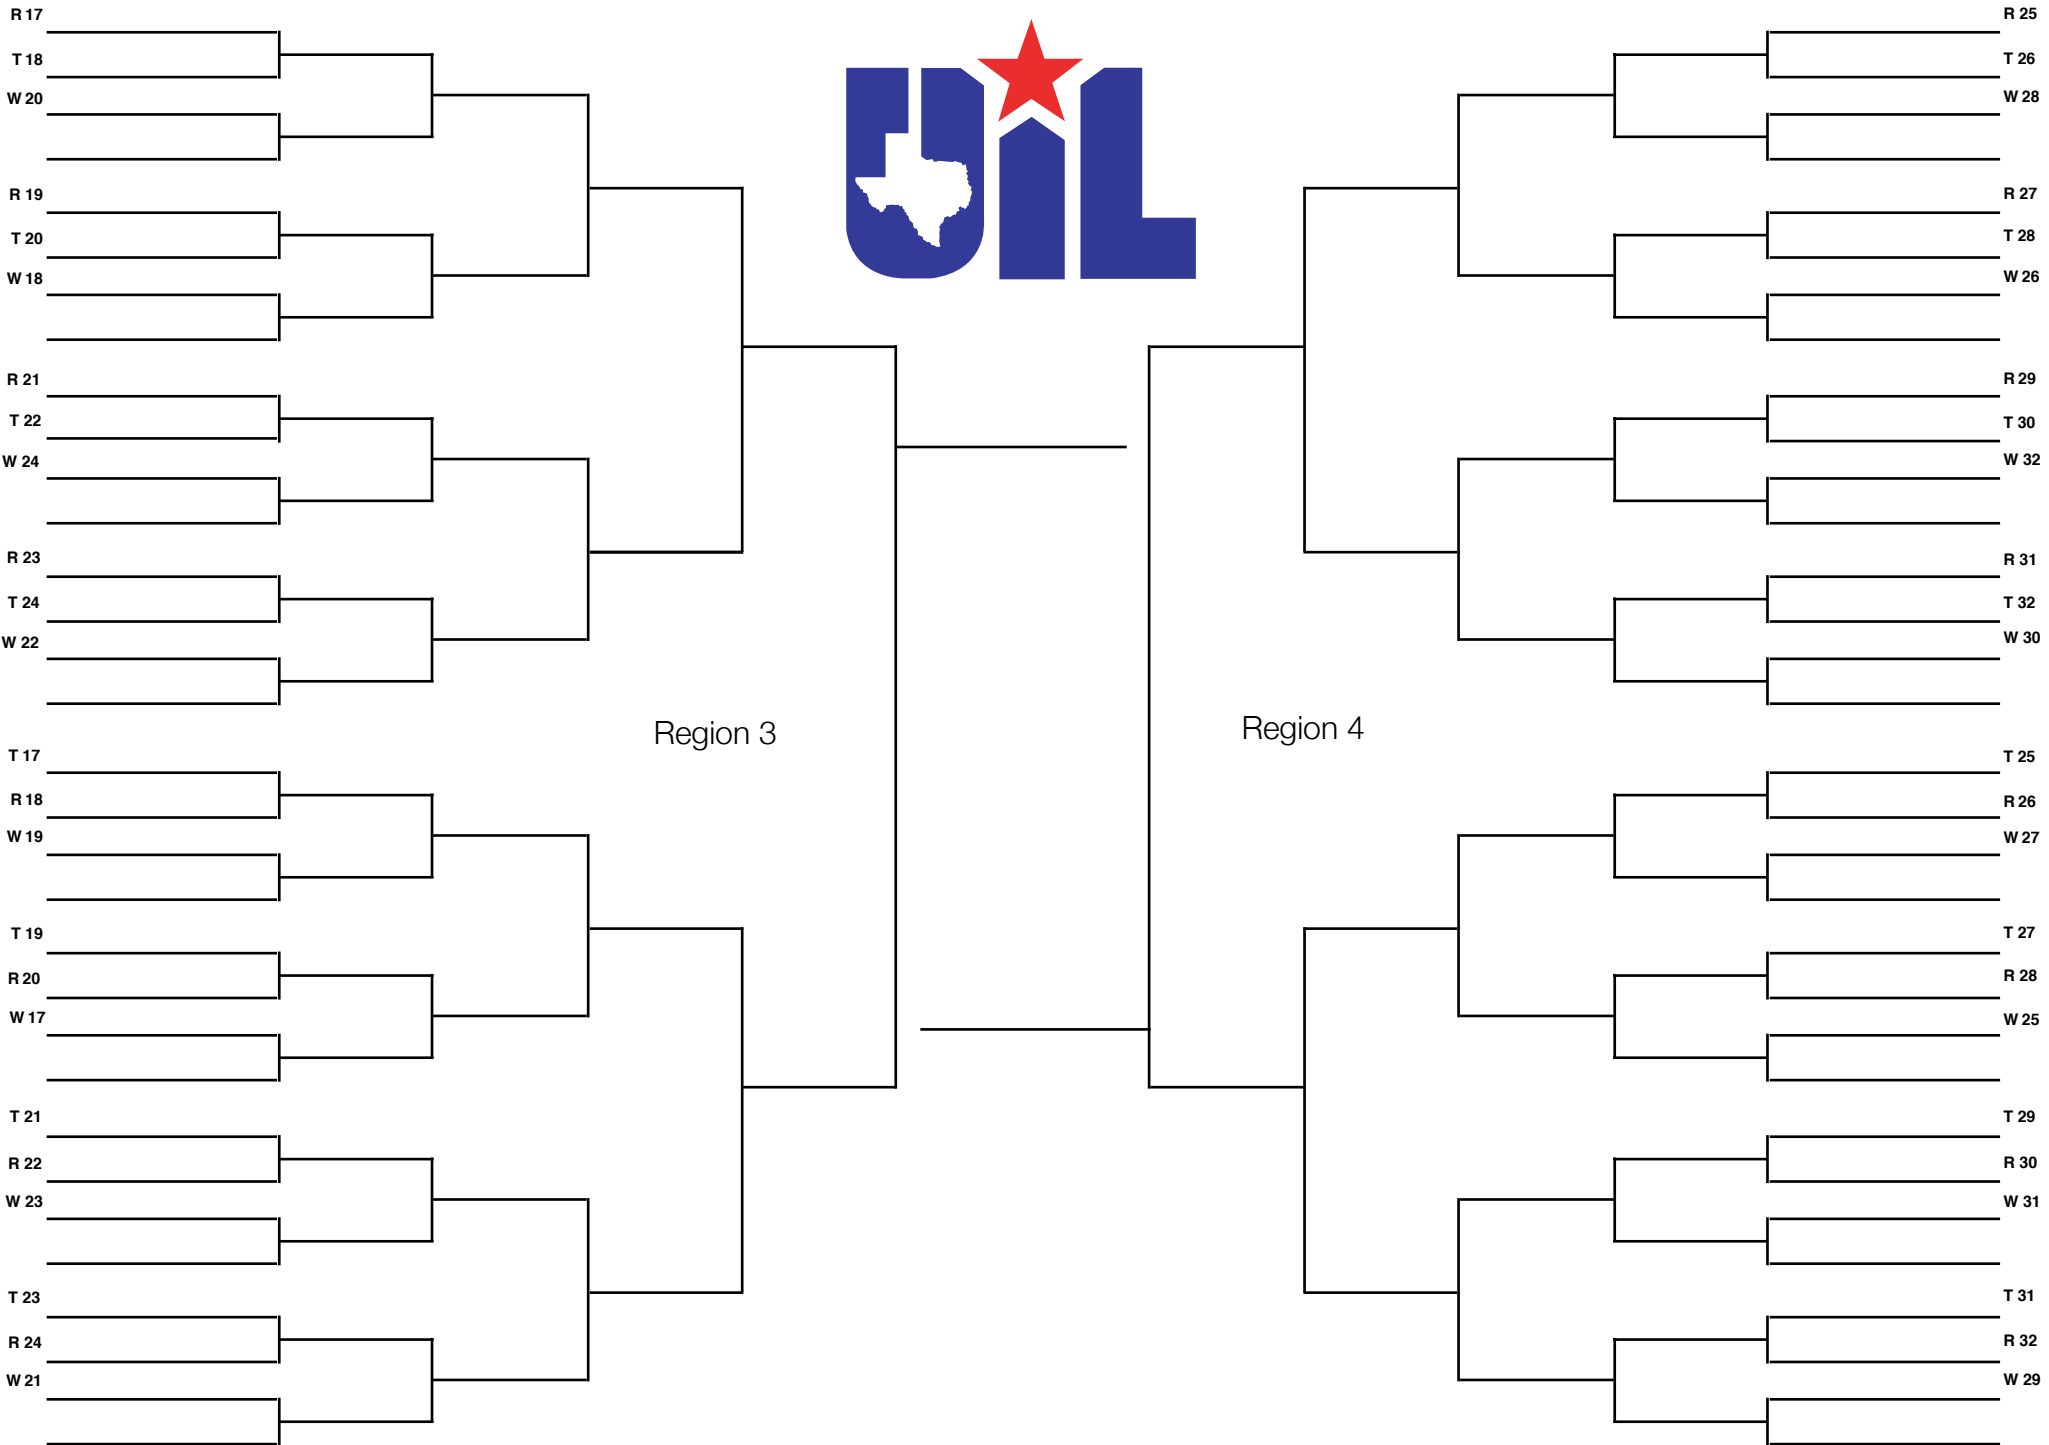 R 17
T 18
W 20
R 19
T 20
W 18
R 21
T 22
W 24
R 23
T 24
W 22
T 17
R 18
W 19
T 19
R 20
W 17
T 21
R 22
W 23
T 23
R 24
W 21
UiL
Region 3
Region 4
R 25
T 26
W 28
R 27
T 28
W 26
R 29
T 30
W 32
R 31
T 32
W 30
T 25
R 26
W 27
T 27
R 28
W 25
T 29
R 30
W 31
T 31
R 32
W 29